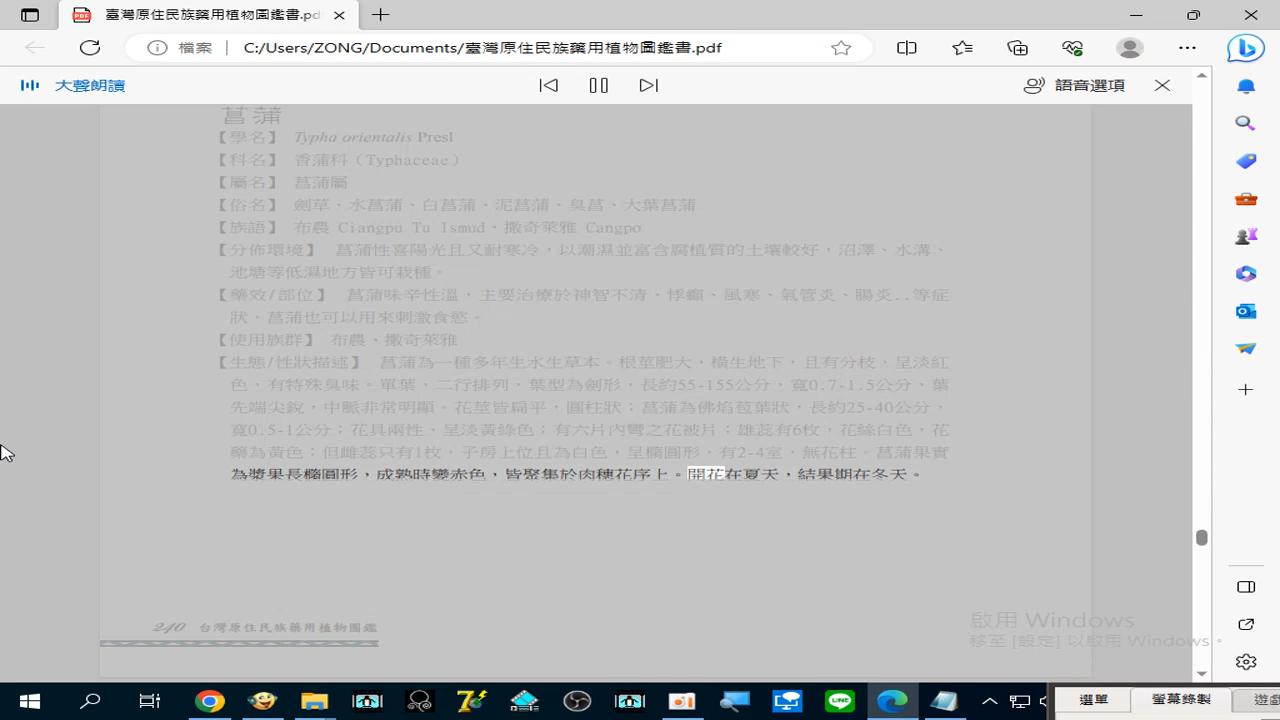 臺灣原住民族藥用植物圖鑑書.pd
檔案
C:/Users/ZONG/Documents/臺灣原住民族藥用植物圖鑑書.pdf
大聲朗讀
語音選項
菖蒲
【學名】 Typha orientalis Presl
【科名】 香蒲科（Typhaceae）
【屬名】 菖蒲屬
【俗名】 劍草、水菖蒲、白菖蒲、泥菖蒲、臭菖、大葉菖蒲
【族語】 布農 Ciangpu Tu Ismud、撒奇萊雅 Cangpo
【分佈環境】 菖蒲性喜陽光且又耐寒冷，以潮濕並富含腐植質的土壤較好，沼澤、水溝、
池塘等低濕地方皆可栽種。
【藥效/部位】 菖蒲味辛性溫，主要治療於神智不清、悸癲、風寒、氣管炎、腸炎..等症
狀，菖蒲也可以用來刺激食慾。
【使用族群】 布農、撒奇萊雅
【生態/性狀描述】 菖蒲為一種多年生水生草本。根莖肥大，橫生地下，且有分枝，呈淡紅
色，有特殊臭味。單葉、二行排列，葉型為劍形，長約55-155公分，寬0.7-1.5公分，葉
先端尖銳，中脈非常明顯。花莖皆扁平，圓柱狀；菖蒲為佛焰苞葉狀，長約25-40公分，
寬0.5-1公分；花具兩性、呈淡黃綠色；有六片內彎之花被片；雄蕊有6枚，花絲白色，花
藥為黃色；但雌蕊只有1枚，子房上位且為白色，呈橢圓形，有2-4室，無花柱。菖蒲果實
為漿果長橢圓形，成熟時變赤色，皆聚集於肉穗花序上。開花在夏天，結果期在冬天。
240 台灣原住民族藥用植物圖鑑
啟用 Windows
移至 [設定] 以啟用 Windows。
選單
螢幕錄製